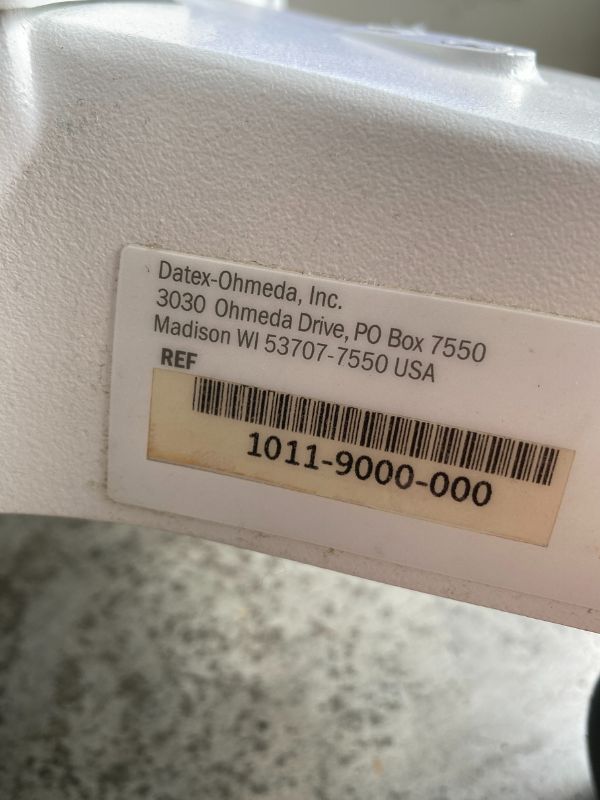 Datex-Ohmeda, Inc.
3030 Ohmeda Drive, PO Box 7550
Madison WI 53707-7550 USA
REF
1011-9000-000